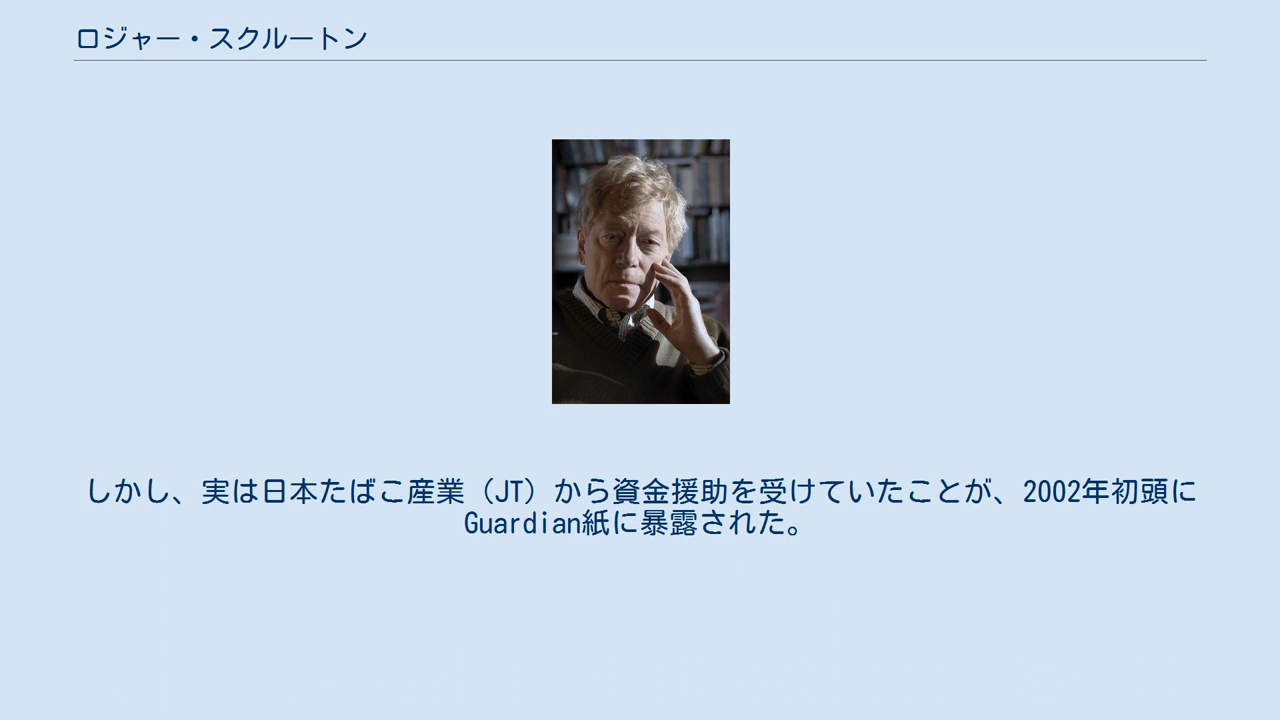 ロジャー・スクルートン
しかし、実は日本たばこ産業（JT）から資金援助を受けていたことが、2002年初頭に
Guardian紙に暴露された。